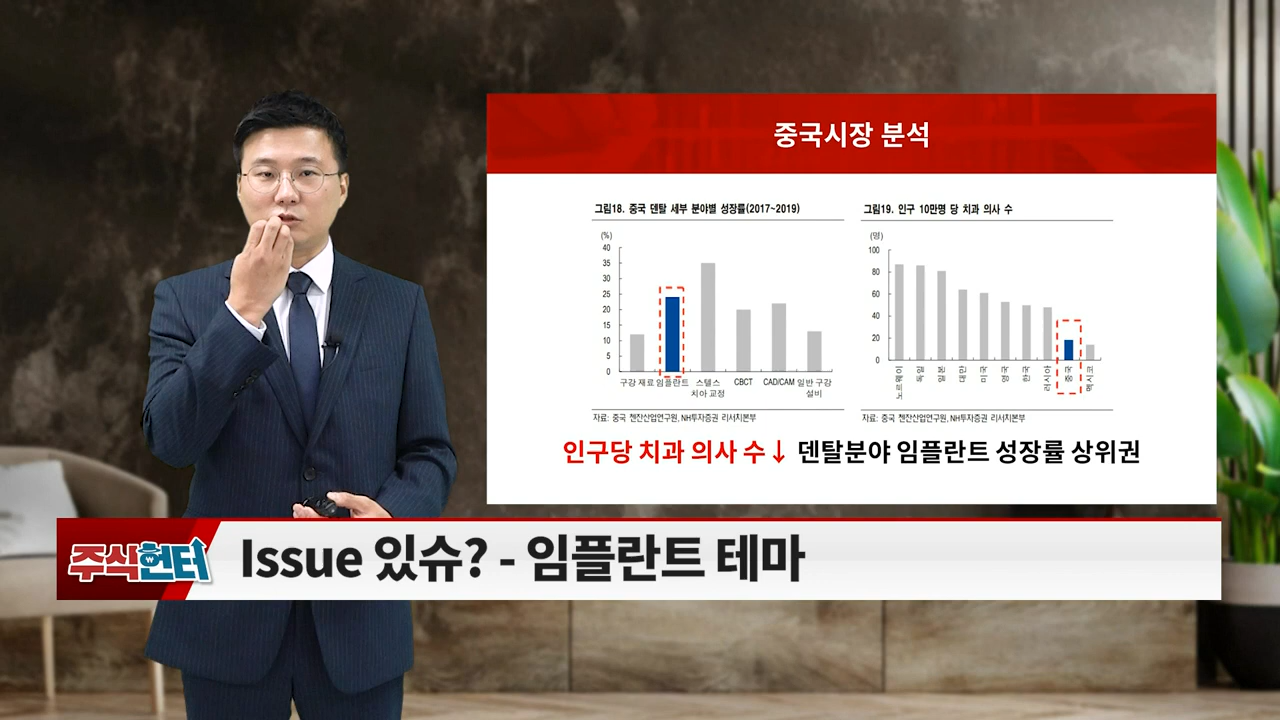 중국시장 분석
그림18. 중국 덴탈 세부 분야별 성장률(2017~2019)
(%)
40
35
30
25
20
15
10
5
0
구강 재료 임플란트 스텔스 치아 교정 CBCT CAD/CAM 일반 구강 설비
자료: 중국 첸잔산업연구원, NH투자증권 리서치본부
그림19. 인구 10만명 당 치과 의사 수
(명)
100
80
60
40
20
0
노르웨이 독일 일본 대만 미국 영국 한국 러시아 중국 멕시코
자료: 중국 첸잔산업연구원, NH투자증권 리서치본부
인구당 치과 의사 수↓ 덴탈분야 임플란트 성장률 상위권
주식헌터 Issue 있슈? - 임플란트 테마